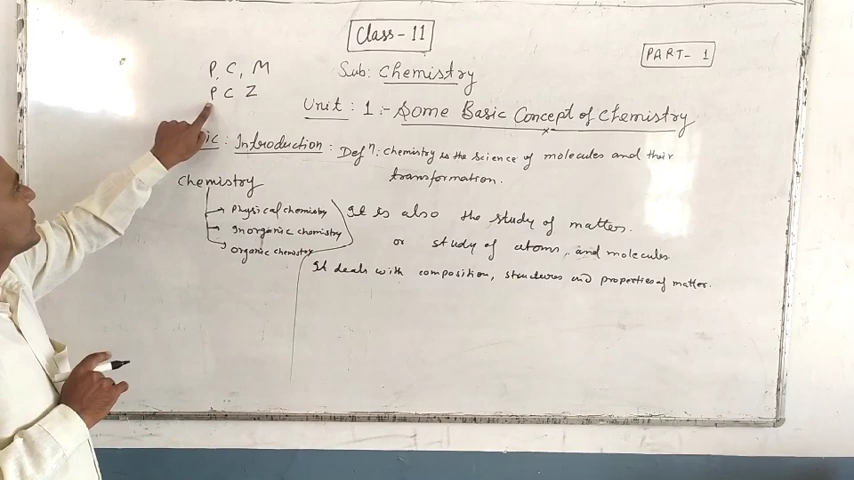 Class-11
PART-1
P, C, M
P C Z
Sub: Chemistry
Unit: 1:- Some Basic Concept of Chemistry
ic: Introduction: Defⁿ: Chemistry is the science of molecules and their
transformation.
Chemistry
→ Physical chemistry
→ Inorganic chemistry
→ Organic chemistry
It is also the study of matters.
or study of atoms, and molecules.
It deals with composition, structures and properties of matter.